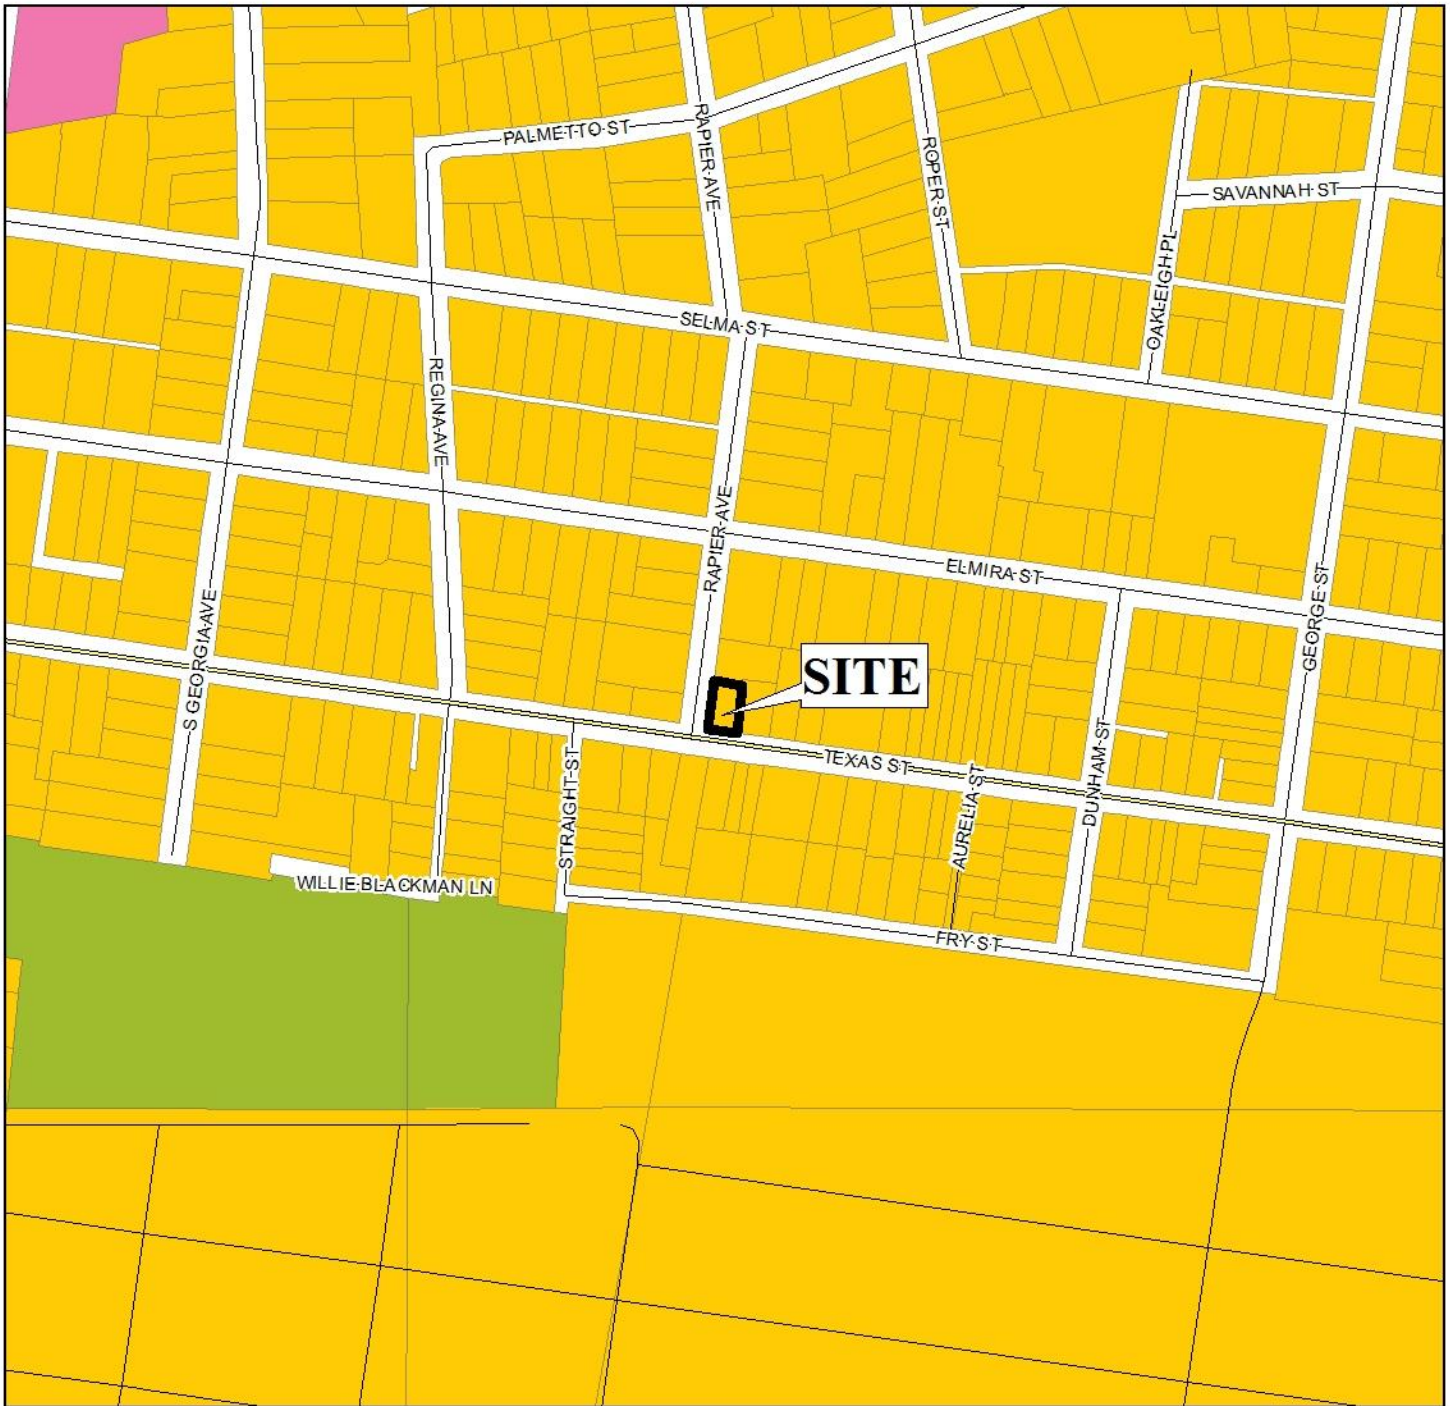 PALMETTO ST
RAPIER AVE
ROPER ST
SAVANNAH ST
OAKLEIGH PL
SELMA ST
REGINA AVE
RAPIER AVE
ELMIRA ST
GEORGE ST
S GEORGIA AVE
SITE
TEXAS ST
STRAIGHT ST
AURELIA ST
DUNHAM ST
WILLIE BLACKMAN LN
FRY ST